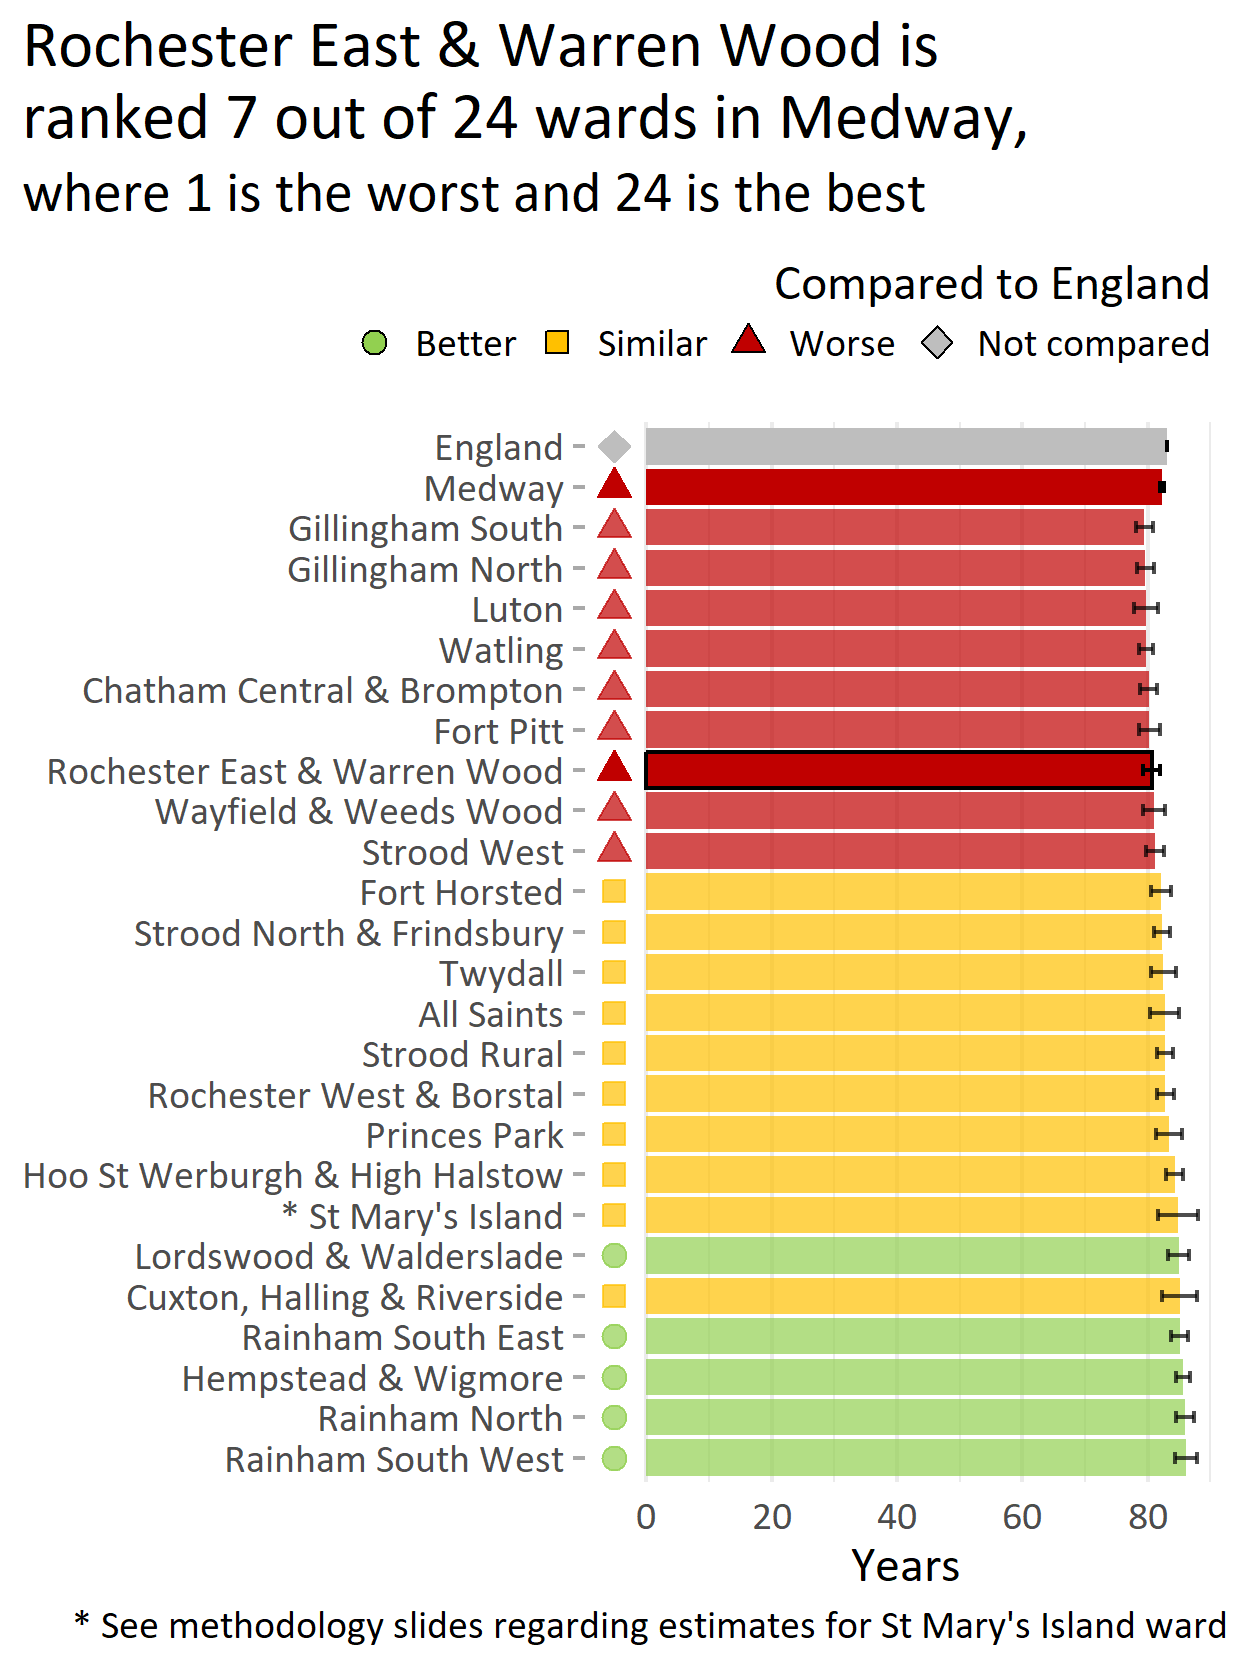 Rochester East & Warren Wood is
ranked 7 out of 24 wards in Medway,
where 1 is the worst and 24 is the best
Compared to England
Better Similar Worse Not compared
England
Medway
Gillingham South
Gillingham North
Luton
Watling
Chatham Central & Brompton
Fort Pitt
Rochester East & Warren Wood
Wayfield & Weeds Wood
Strood West
Fort Horsted
Strood North & Frindsbury
Twydall
All Saints
Strood Rural
Rochester West & Borstal
Princes Park
Hoo St Werburgh & High Halstow
* St Mary's Island
Lordswood & Walderslade
Cuxton, Halling & Riverside
Rainham South East
Hempstead & Wigmore
Rainham North
Rainham South West
0 20 40 60 80
Years
* See methodology slides regarding estimates for St Mary's Island ward